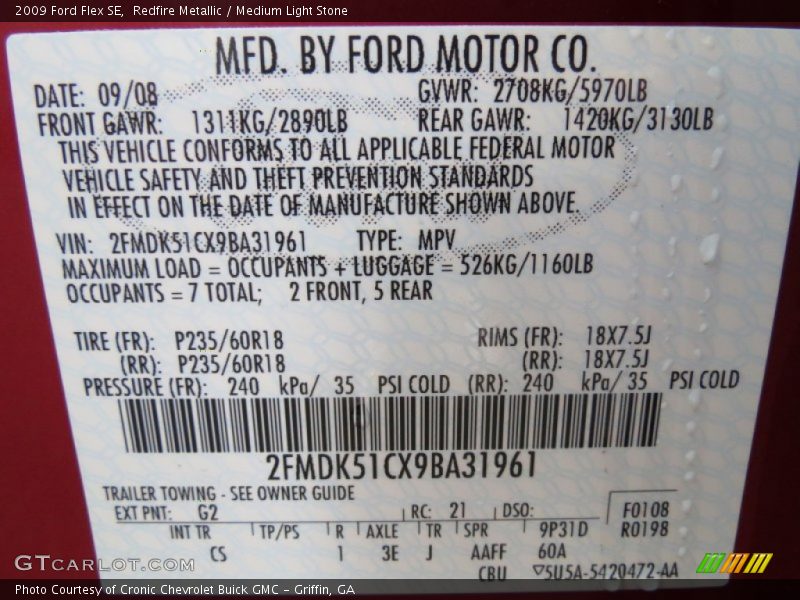 2009 Ford Flex SE, Redfire Metallic / Medium Light Stone
MFD. BY FORD MOTOR CO.
DATE: 09/08 GVWR: 2708KG/5970LB
FRONT GAWR: 1311KG/2890LB REAR GAWR: 1420KG/3130LB
THIS VEHICLE CONFORMS TO ALL APPLICABLE FEDERAL MOTOR
VEHICLE SAFETY AND THEFT PREVENTION STANDARDS
IN EFFECT ON THE DATE OF MANUFACTURE SHOWN ABOVE.
VIN: 2FMDK51CX9BA31961 TYPE: MPV
MAXIMUM LOAD = OCCUPANTS + LUGGAGE = 526KG/1160LB
OCCUPANTS = 7 TOTAL; 2 FRONT, 5 REAR
TIRE (FR): P235/60R18 RIMS (FR): 18X7.5J
(RR): P235/60R18 (RR): 18X7.5J
PRESSURE (FR): 240 kPa/ 35 PSI COLD (RR): 240 kPa/ 35 PSI COLD
2FMDK51CX9BA31961
TRAILER TOWING - SEE OWNER GUIDE
EXT PNT: G2 RC: 21 DSO: F0108
INT TR TP/PS R AXLE TR SPR 9P31D R0198
CS 1 3E J AAFF 60A
CBU ▽5U5A-5420472-AA
GTCARLOT.COM
Photo Courtesy of Cronic Chevrolet Buick GMC – Griffin, GA